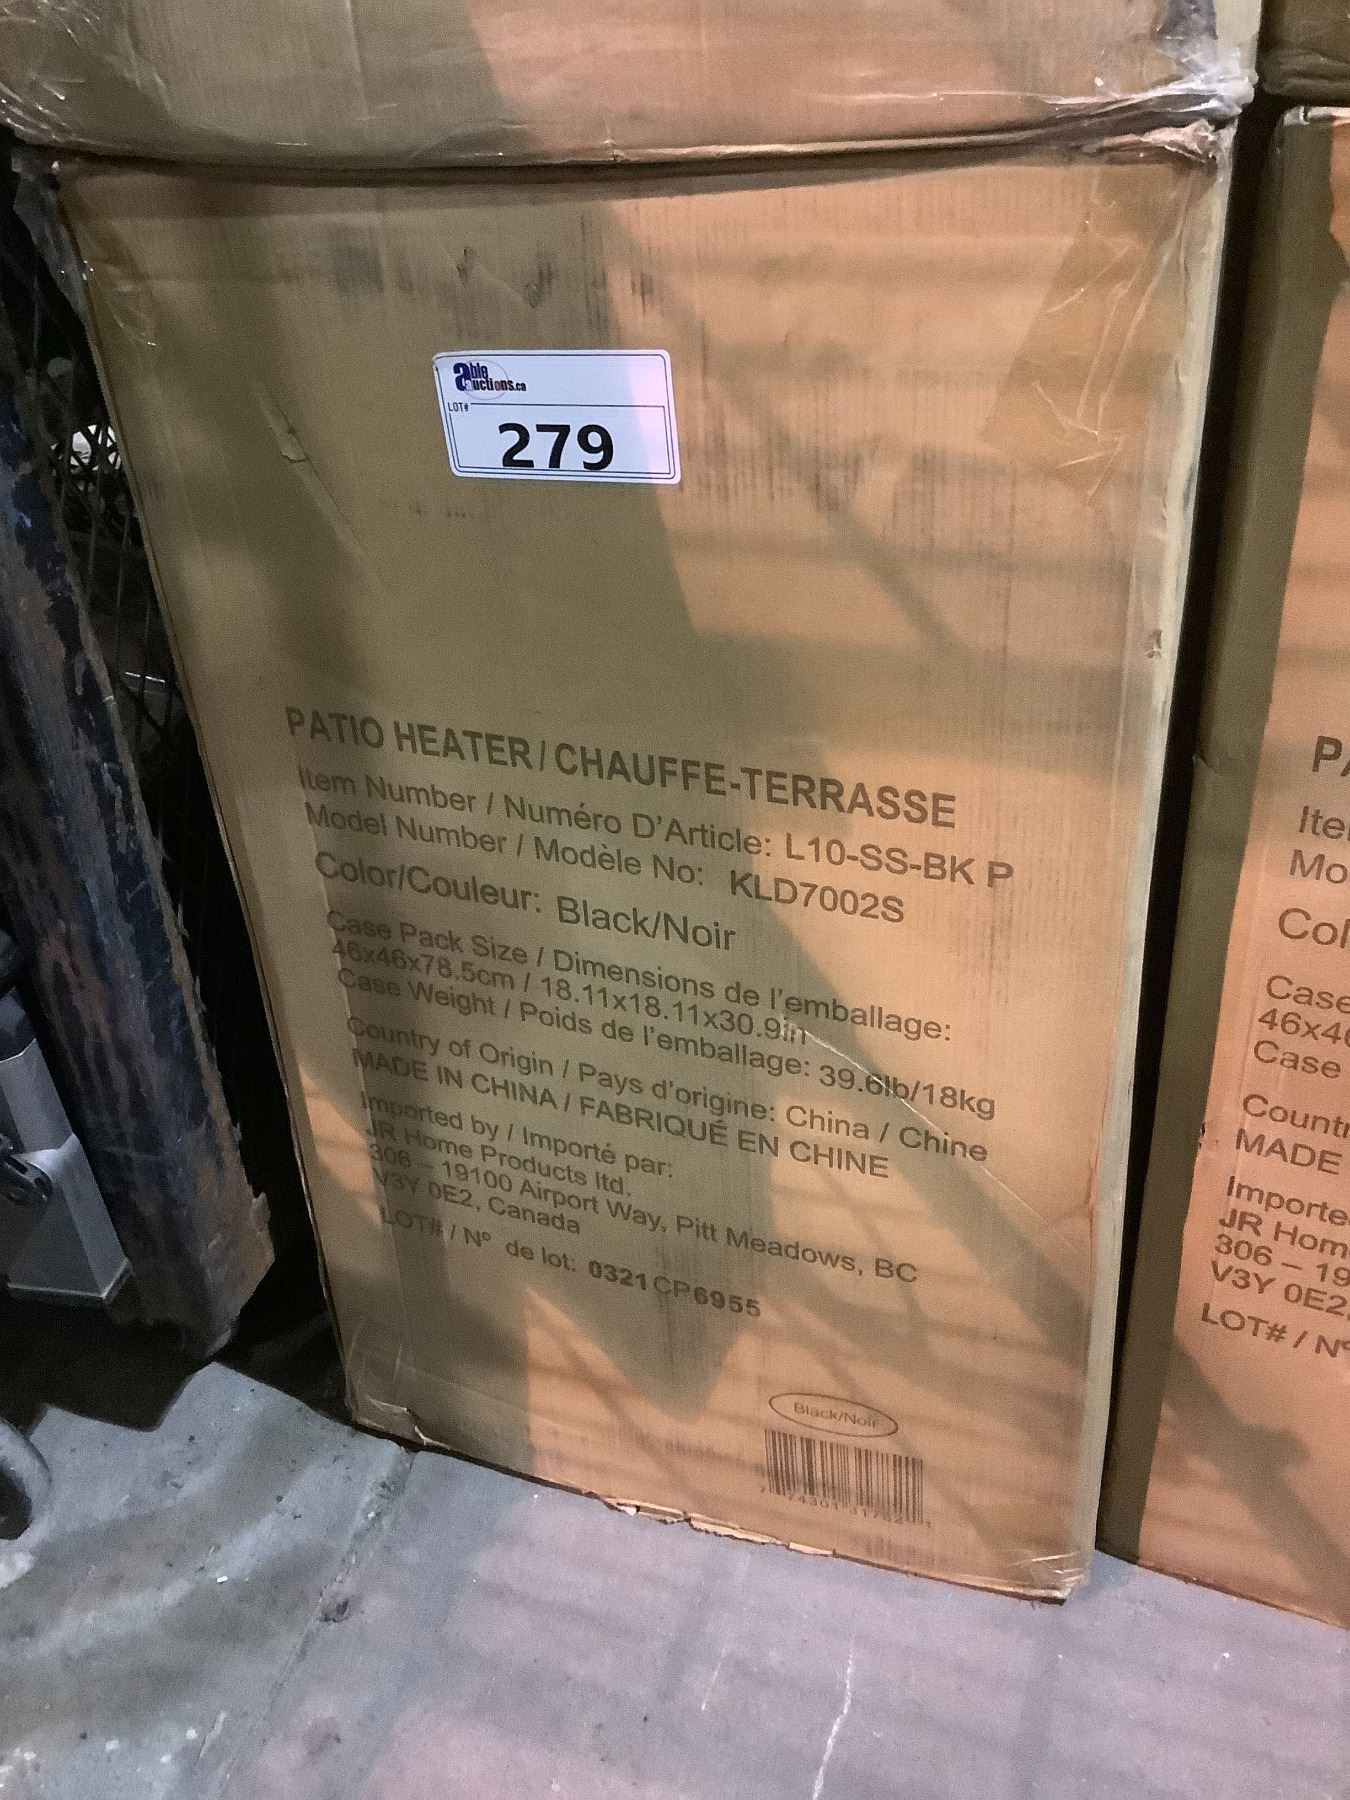 able auctions.ca
LOT#
279
PATIO HEATER / CHAUFFE-TERRASSE
Item Number / Numéro D'Article: L10-SS-BK P
Model Number / Modèle No: KLD7002S
Color/Couleur: Black/Noir
Case Pack Size / Dimensions de l'emballage:
46x46x78.5cm / 18.11x18.11x30.9in
Case Weight / Poids de l'emballage: 39.6lb/18kg
Country of Origin / Pays d'origine: China / Chine
MADE IN CHINA / FABRIQUÉ EN CHINE
Imported by / Importé par:
JR Home Products ltd.
306 – 19100 Airport Way, Pitt Meadows, BC
V3Y 0E2, Canada
LOT# / Nº de lot: 0321CP6955
Black/Noir
P
Ite
Mo
Col
Case
46x4
Case
Count
MADE
Importe
JR Hom
306 – 19
V3Y 0E2
LOT# / Nº